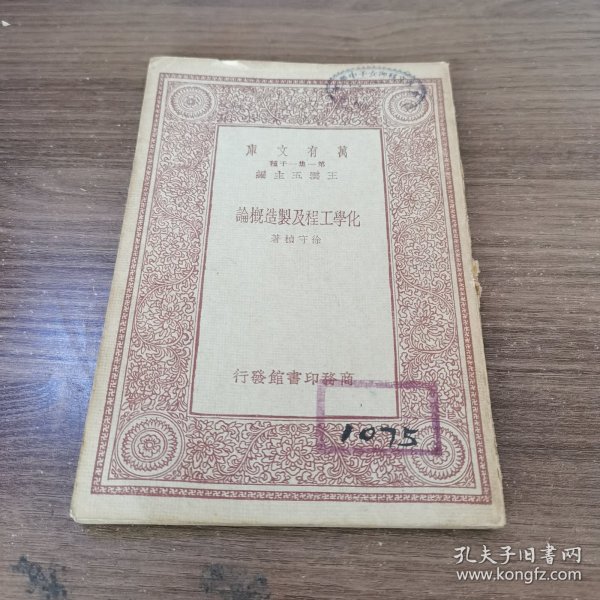 萬有文庫
第一集一千種
王雲五主編
化學工程及製造概論
徐守楨著
商務印書館發行
1075
孔夫子旧书网
www.kongfz.com